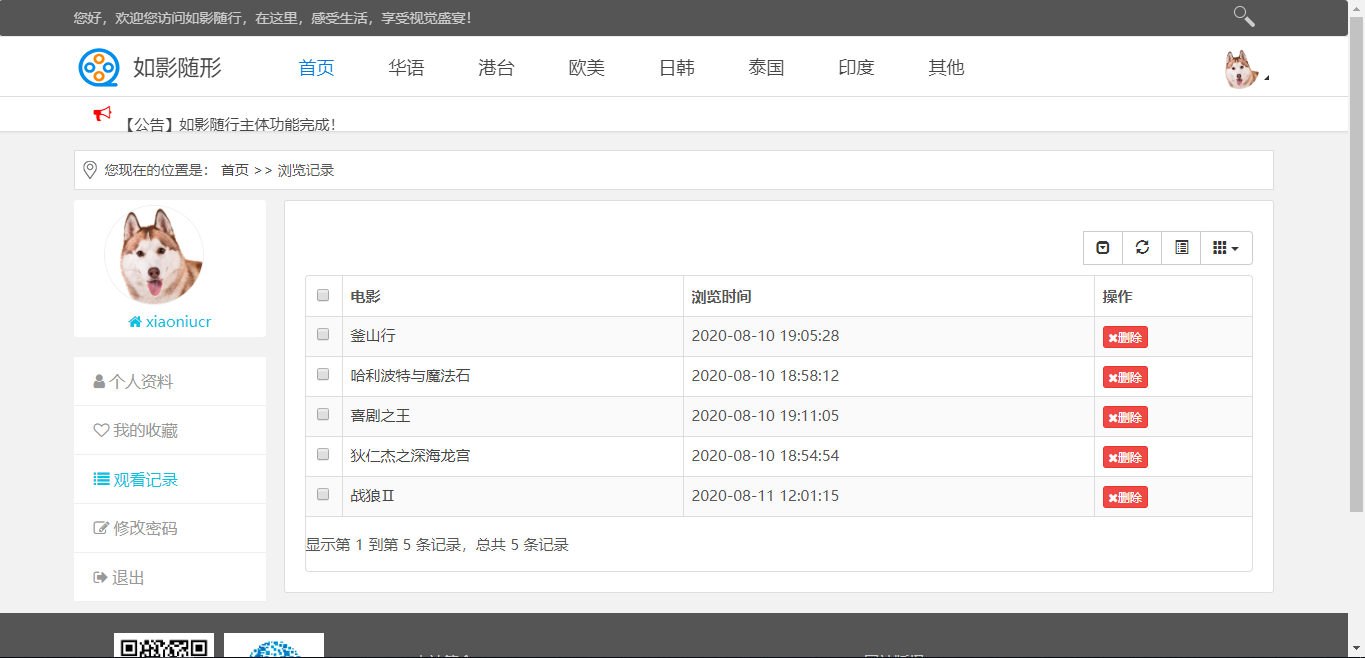 您好，欢迎您访问如影随行，在这里，感受生活，享受视觉盛宴！
如影随形 首页 华语 港台 欧美 日韩 泰国 印度 其他
【公告】如影随行主体功能完成！
您现在的位置是： 首页 >> 浏览记录
xiaoniucr
个人资料
我的收藏
观看记录
修改密码
退出
电影 浏览时间 操作
釜山行 2020-08-10 19:05:28 删除
哈利波特与魔法石 2020-08-10 18:58:12 删除
喜剧之王 2020-08-10 19:11:05 删除
狄仁杰之深海龙宫 2020-08-10 18:54:54 删除
战狼Ⅱ 2020-08-11 12:01:15 删除
显示第 1 到第 5 条记录，总共 5 条记录